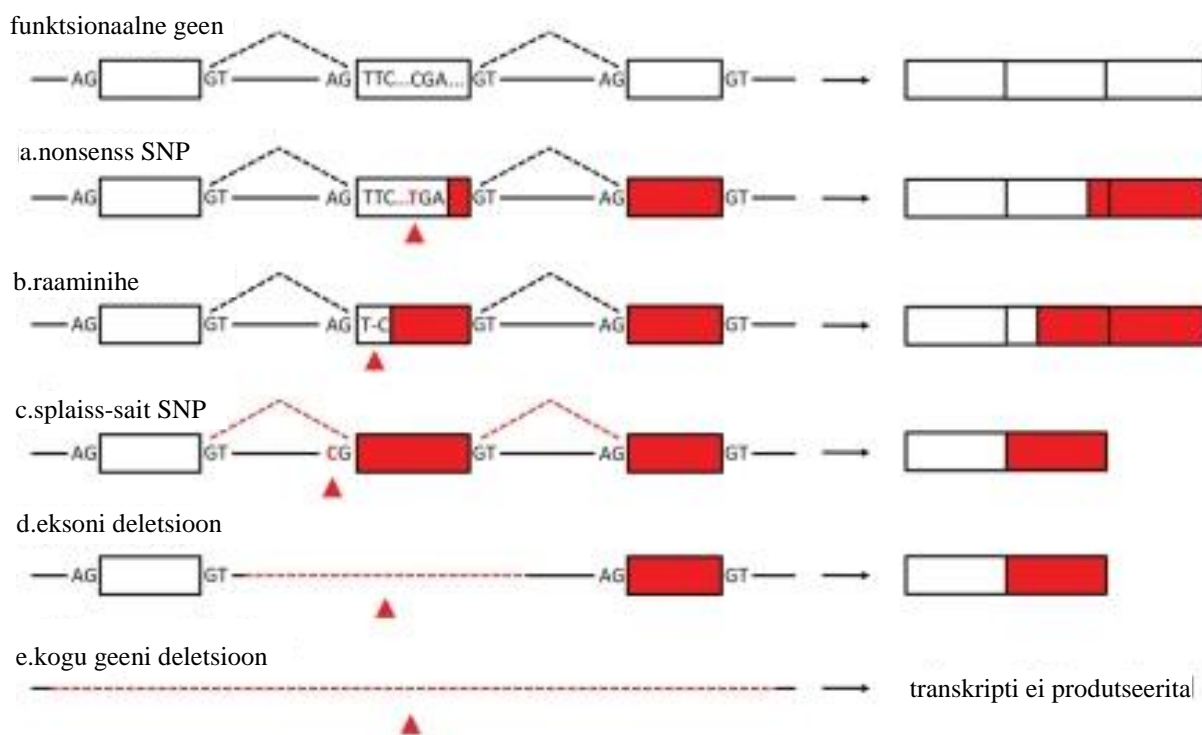 funktsionaalne geen
AG GT AG TTC...CGA... GT AG GT
a.nonsenss SNP
AG GT AG TTC...TGA GT AG GT
b.raaminihe
AG GT AG T-C GT AG GT
c.splaiss-sait SNP
AG GT CG GT AG GT
d.eksoni deletsioon
AG GT AG GT
e.kogu geeni deletsioon
transkripti ei produtseerita